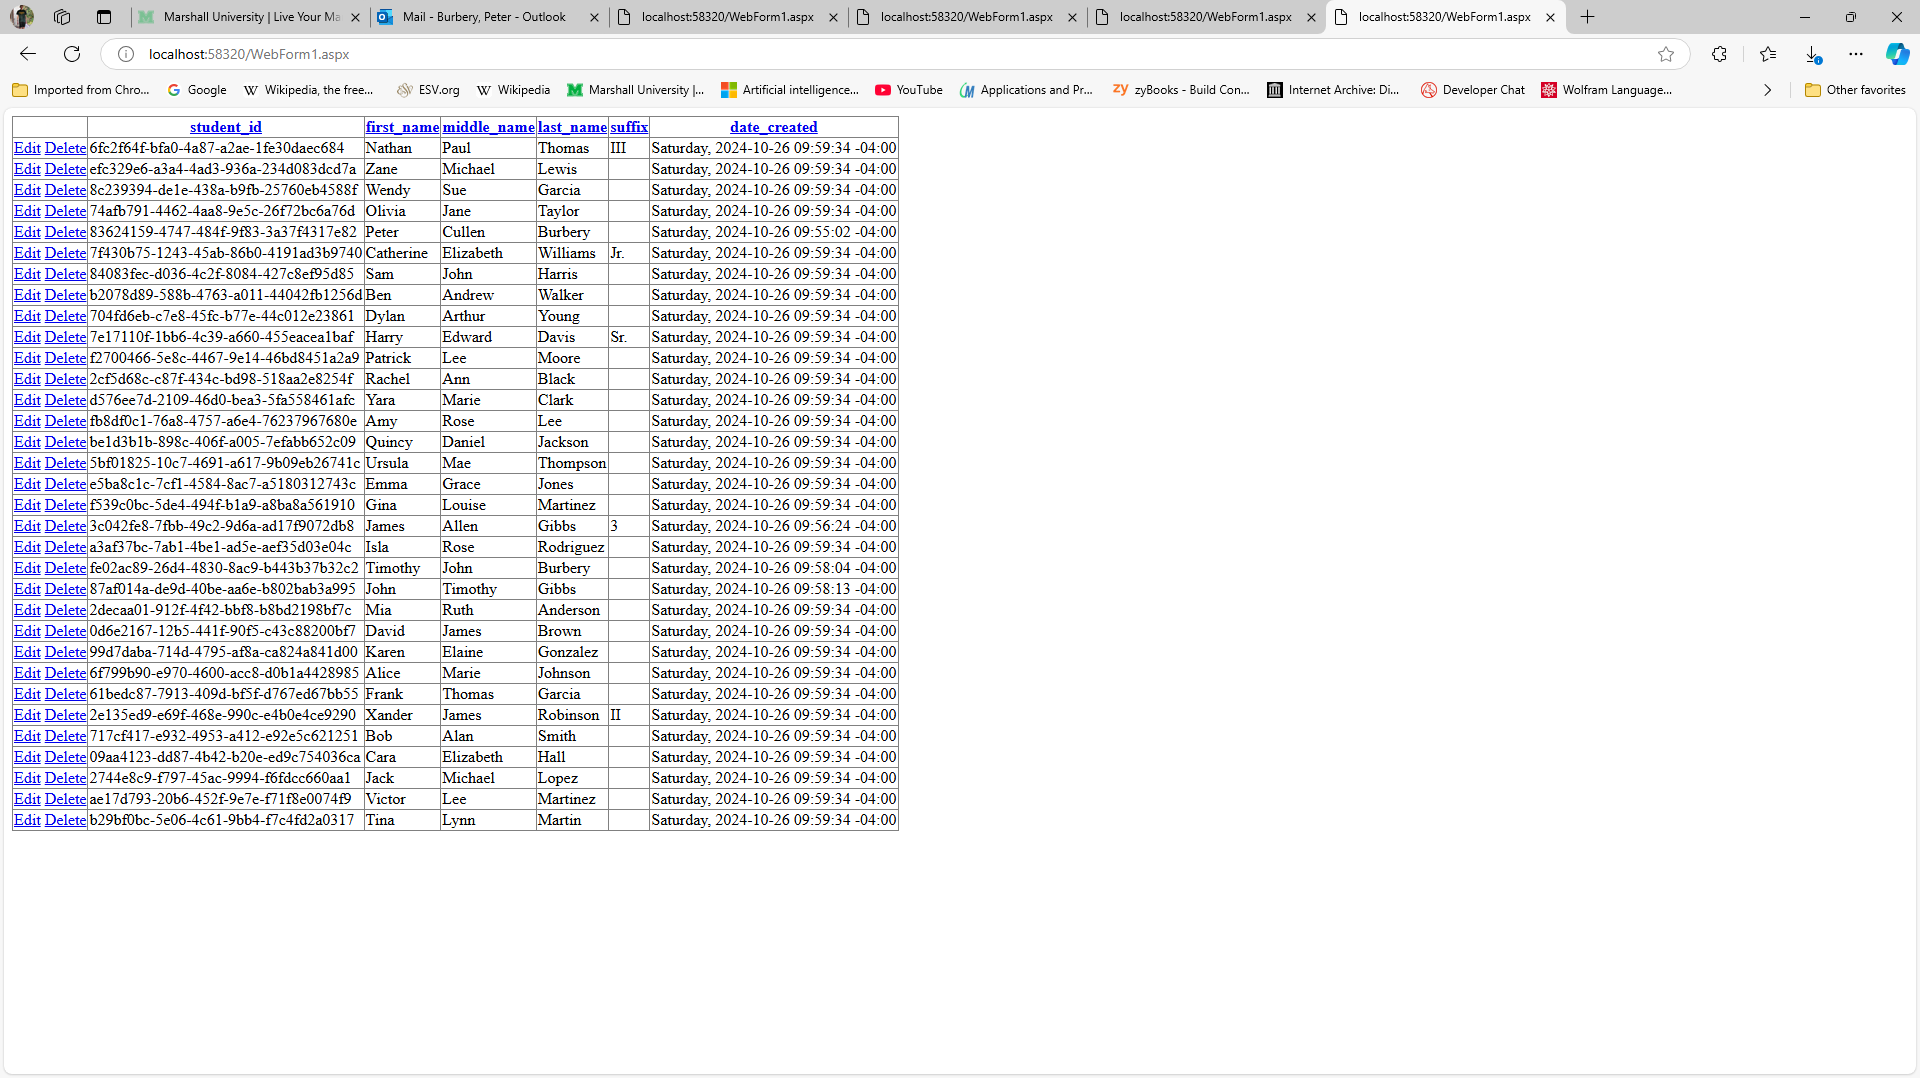 Marshall University | Live Your Ma
Mail - Burbery, Peter - Outlook
localhost:58320/WebForm1.aspx
localhost:58320/WebForm1.aspx
localhost:58320/WebForm1.aspx
localhost:58320/WebForm1.aspx
localhost:58320/WebForm1.aspx
Imported from Chro...
Google
Wikipedia, the free...
ESV.org
Wikipedia
Marshall University |...
Artificial intelligence...
YouTube
Applications and Pr...
zyBooks - Build Con...
Internet Archive: Di...
Developer Chat
Wolfram Language...
Other favorites
student_id first_name middle_name last_name suffix date_created
Edit Delete 6fc2f64f-bfa0-4a87-a2ae-1fe30daec684 Nathan Paul Thomas III Saturday, 2024-10-26 09:59:34 -04:00
Edit Delete efc329e6-a3a4-4ad3-936a-234d083dcd7a Zane Michael Lewis Saturday, 2024-10-26 09:59:34 -04:00
Edit Delete 8c239394-de1e-438a-b9fb-25760eb4588f Wendy Sue Garcia Saturday, 2024-10-26 09:59:34 -04:00
Edit Delete 74afb791-4462-4aa8-9e5c-26f72bc6a76d Olivia Jane Taylor Saturday, 2024-10-26 09:59:34 -04:00
Edit Delete 83624159-4747-484f-9f83-3a37f4317e82 Peter Cullen Burbery Saturday, 2024-10-26 09:55:02 -04:00
Edit Delete 7f430b75-1243-45ab-86b0-4191ad3b9740 Catherine Elizabeth Williams Jr. Saturday, 2024-10-26 09:59:34 -04:00
Edit Delete 84083fec-d036-4c2f-8084-427c8ef95d85 Sam John Harris Saturday, 2024-10-26 09:59:34 -04:00
Edit Delete b2078d89-588b-4763-a011-44042fb1256d Ben Andrew Walker Saturday, 2024-10-26 09:59:34 -04:00
Edit Delete 704fd6eb-c7e8-45fc-b77e-44c012e23861 Dylan Arthur Young Saturday, 2024-10-26 09:59:34 -04:00
Edit Delete 7e17110f-1bb6-4c39-a660-455eacea1baf Harry Edward Davis Sr. Saturday, 2024-10-26 09:59:34 -04:00
Edit Delete f2700466-5e8c-4467-9e14-46bd8451a2a9 Patrick Lee Moore Saturday, 2024-10-26 09:59:34 -04:00
Edit Delete 2cf5d68c-c87f-434c-bd98-518aa2e8254f Rachel Ann Black Saturday, 2024-10-26 09:59:34 -04:00
Edit Delete d576ee7d-2109-46d0-bea3-5fa558461afc Yara Marie Clark Saturday, 2024-10-26 09:59:34 -04:00
Edit Delete fb8df0c1-76a8-4757-a6e4-76237967680e Amy Rose Lee Saturday, 2024-10-26 09:59:34 -04:00
Edit Delete be1d3b1b-898c-406f-a005-7efabb652c09 Quincy Daniel Jackson Saturday, 2024-10-26 09:59:34 -04:00
Edit Delete 5bf01825-10c7-4691-a617-9b09eb26741c Ursula Mae Thompson Saturday, 2024-10-26 09:59:34 -04:00
Edit Delete e5ba8c1c-7cf1-4584-8ac7-a5180312743c Emma Grace Jones Saturday, 2024-10-26 09:59:34 -04:00
Edit Delete f539c0bc-5de4-494f-b1a9-a8ba8a561910 Gina Louise Martinez Saturday, 2024-10-26 09:59:34 -04:00
Edit Delete 3c042fe8-7fbb-49c2-9d6a-ad17f9072db8 James Allen Gibbs 3 Saturday, 2024-10-26 09:56:24 -04:00
Edit Delete a3af37bc-7ab1-4be1-ad5e-aef35d03e04c Isla Rose Rodriguez Saturday, 2024-10-26 09:59:34 -04:00
Edit Delete fe02ac89-26d4-4830-8ac9-b443b37b32c2 Timothy John Burbery Saturday, 2024-10-26 09:58:04 -04:00
Edit Delete 87af014a-de9d-40be-aa6e-b802bab3a995 John Timothy Gibbs Saturday, 2024-10-26 09:58:13 -04:00
Edit Delete 2decaa01-912f-4f42-bbf8-b8bd2198bf7c Mia Ruth Anderson Saturday, 2024-10-26 09:59:34 -04:00
Edit Delete 0d6e2167-12b5-441f-90f5-c43c88200bf7 David James Brown Saturday, 2024-10-26 09:59:34 -04:00
Edit Delete 99d7daba-714d-4795-af8a-ca824a841d00 Karen Elaine Gonzalez Saturday, 2024-10-26 09:59:34 -04:00
Edit Delete 6f799b90-e970-4600-acc8-d0b1a4428985 Alice Marie Johnson Saturday, 2024-10-26 09:59:34 -04:00
Edit Delete 61bedc87-7913-409d-bf5f-d767ed67bb55 Frank Thomas Garcia Saturday, 2024-10-26 09:59:34 -04:00
Edit Delete 2e135ed9-e69f-468e-990c-e4b0e4ce9290 Xander James Robinson II Saturday, 2024-10-26 09:59:34 -04:00
Edit Delete 717cf417-e932-4953-a412-e92e5c621251 Bob Alan Smith Saturday, 2024-10-26 09:59:34 -04:00
Edit Delete 09aa4123-dd87-4b42-b20e-ed9c754036ca Cara Elizabeth Hall Saturday, 2024-10-26 09:59:34 -04:00
Edit Delete 2744e8c9-f797-45ac-9994-f6fdcc660aa1 Jack Michael Lopez Saturday, 2024-10-26 09:59:34 -04:00
Edit Delete ae17d793-20b6-452f-9e7e-f71f8e0074f9 Victor Lee Martinez Saturday, 2024-10-26 09:59:34 -04:00
Edit Delete b29bf0bc-5e06-4c61-9bb4-f7c4fd2a0317 Tina Lynn Martin Saturday, 2024-10-26 09:59:34 -04:00